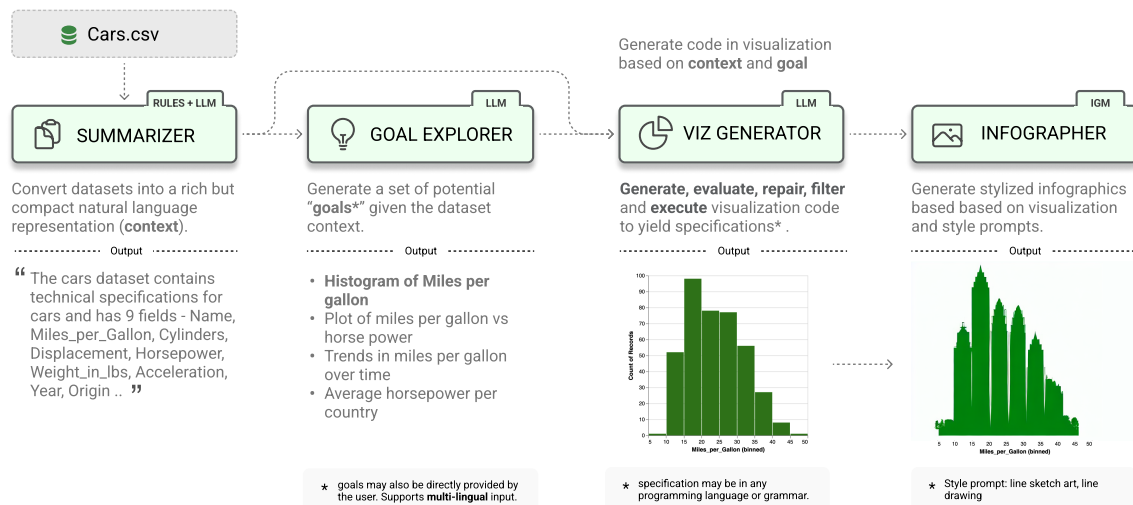 Cars.csv
Generate code in visualization
based on context and goal
RULES + LLM
SUMMARIZER
LLM
GOAL EXPLORER
LLM
VIZ GENERATOR
IGM
INFOGRAPHER
Convert datasets into a rich but
compact natural language
representation (context).
Output
“ The cars dataset contains
technical specifications for
cars and has 9 fields - Name,
Miles_per_Gallon, Cylinders,
Displacement, Horsepower,
Weight_in_lbs, Acceleration,
Year, Origin .. ”
Generate a set of potential
“goals*” given the dataset
context.
Output
• Histogram of Miles per
gallon
• Plot of miles per gallon vs
horse power
• Trends in miles per gallon
over time
• Average horsepower per
country
* goals may also be directly provided by
the user. Supports multi-lingual input.
Generate, evaluate, repair, filter
and execute visualization code
to yield specifications* .
Output
Count of Records
100
90
80
70
60
50
40
30
20
10
0
5 10 15 20 25 30 35 40 45 50
Miles_per_Gallon (binned)
* specification may be in any
programming language or grammar.
Generate stylized infographics
based based on visualization
and style prompts.
Output
5 10 15 20 25 30 35 40 45 50
Miles_per_Gallon (binned)
* Style prompt: line sketch art, line
drawing